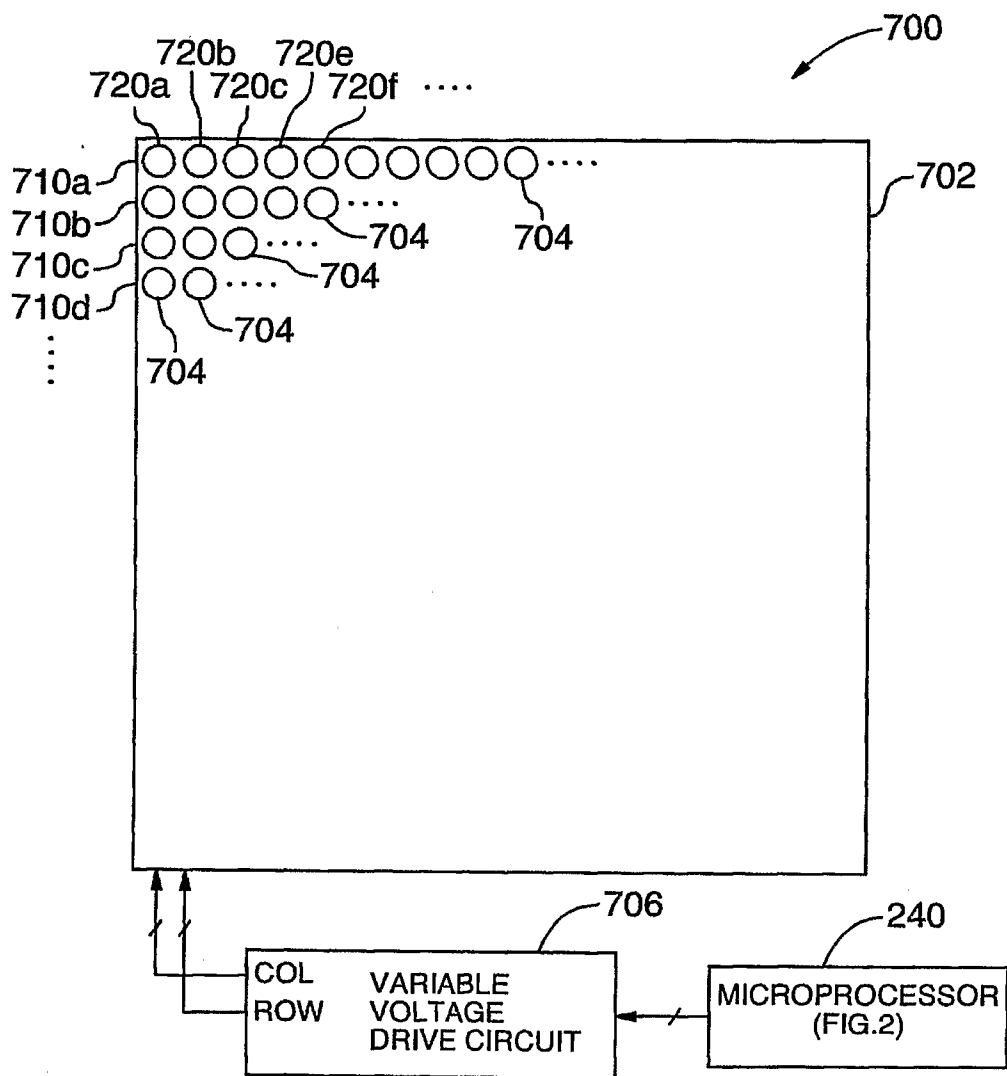 700
720b 720e
720a 720c 720f ....
710a ....
702
710b ....
704 704
710c ....
704
710d ....
704
704
706
240
COL VARIABLE
ROW VOLTAGE
DRIVE CIRCUIT
MICROPROCESSOR
(FIG.2)